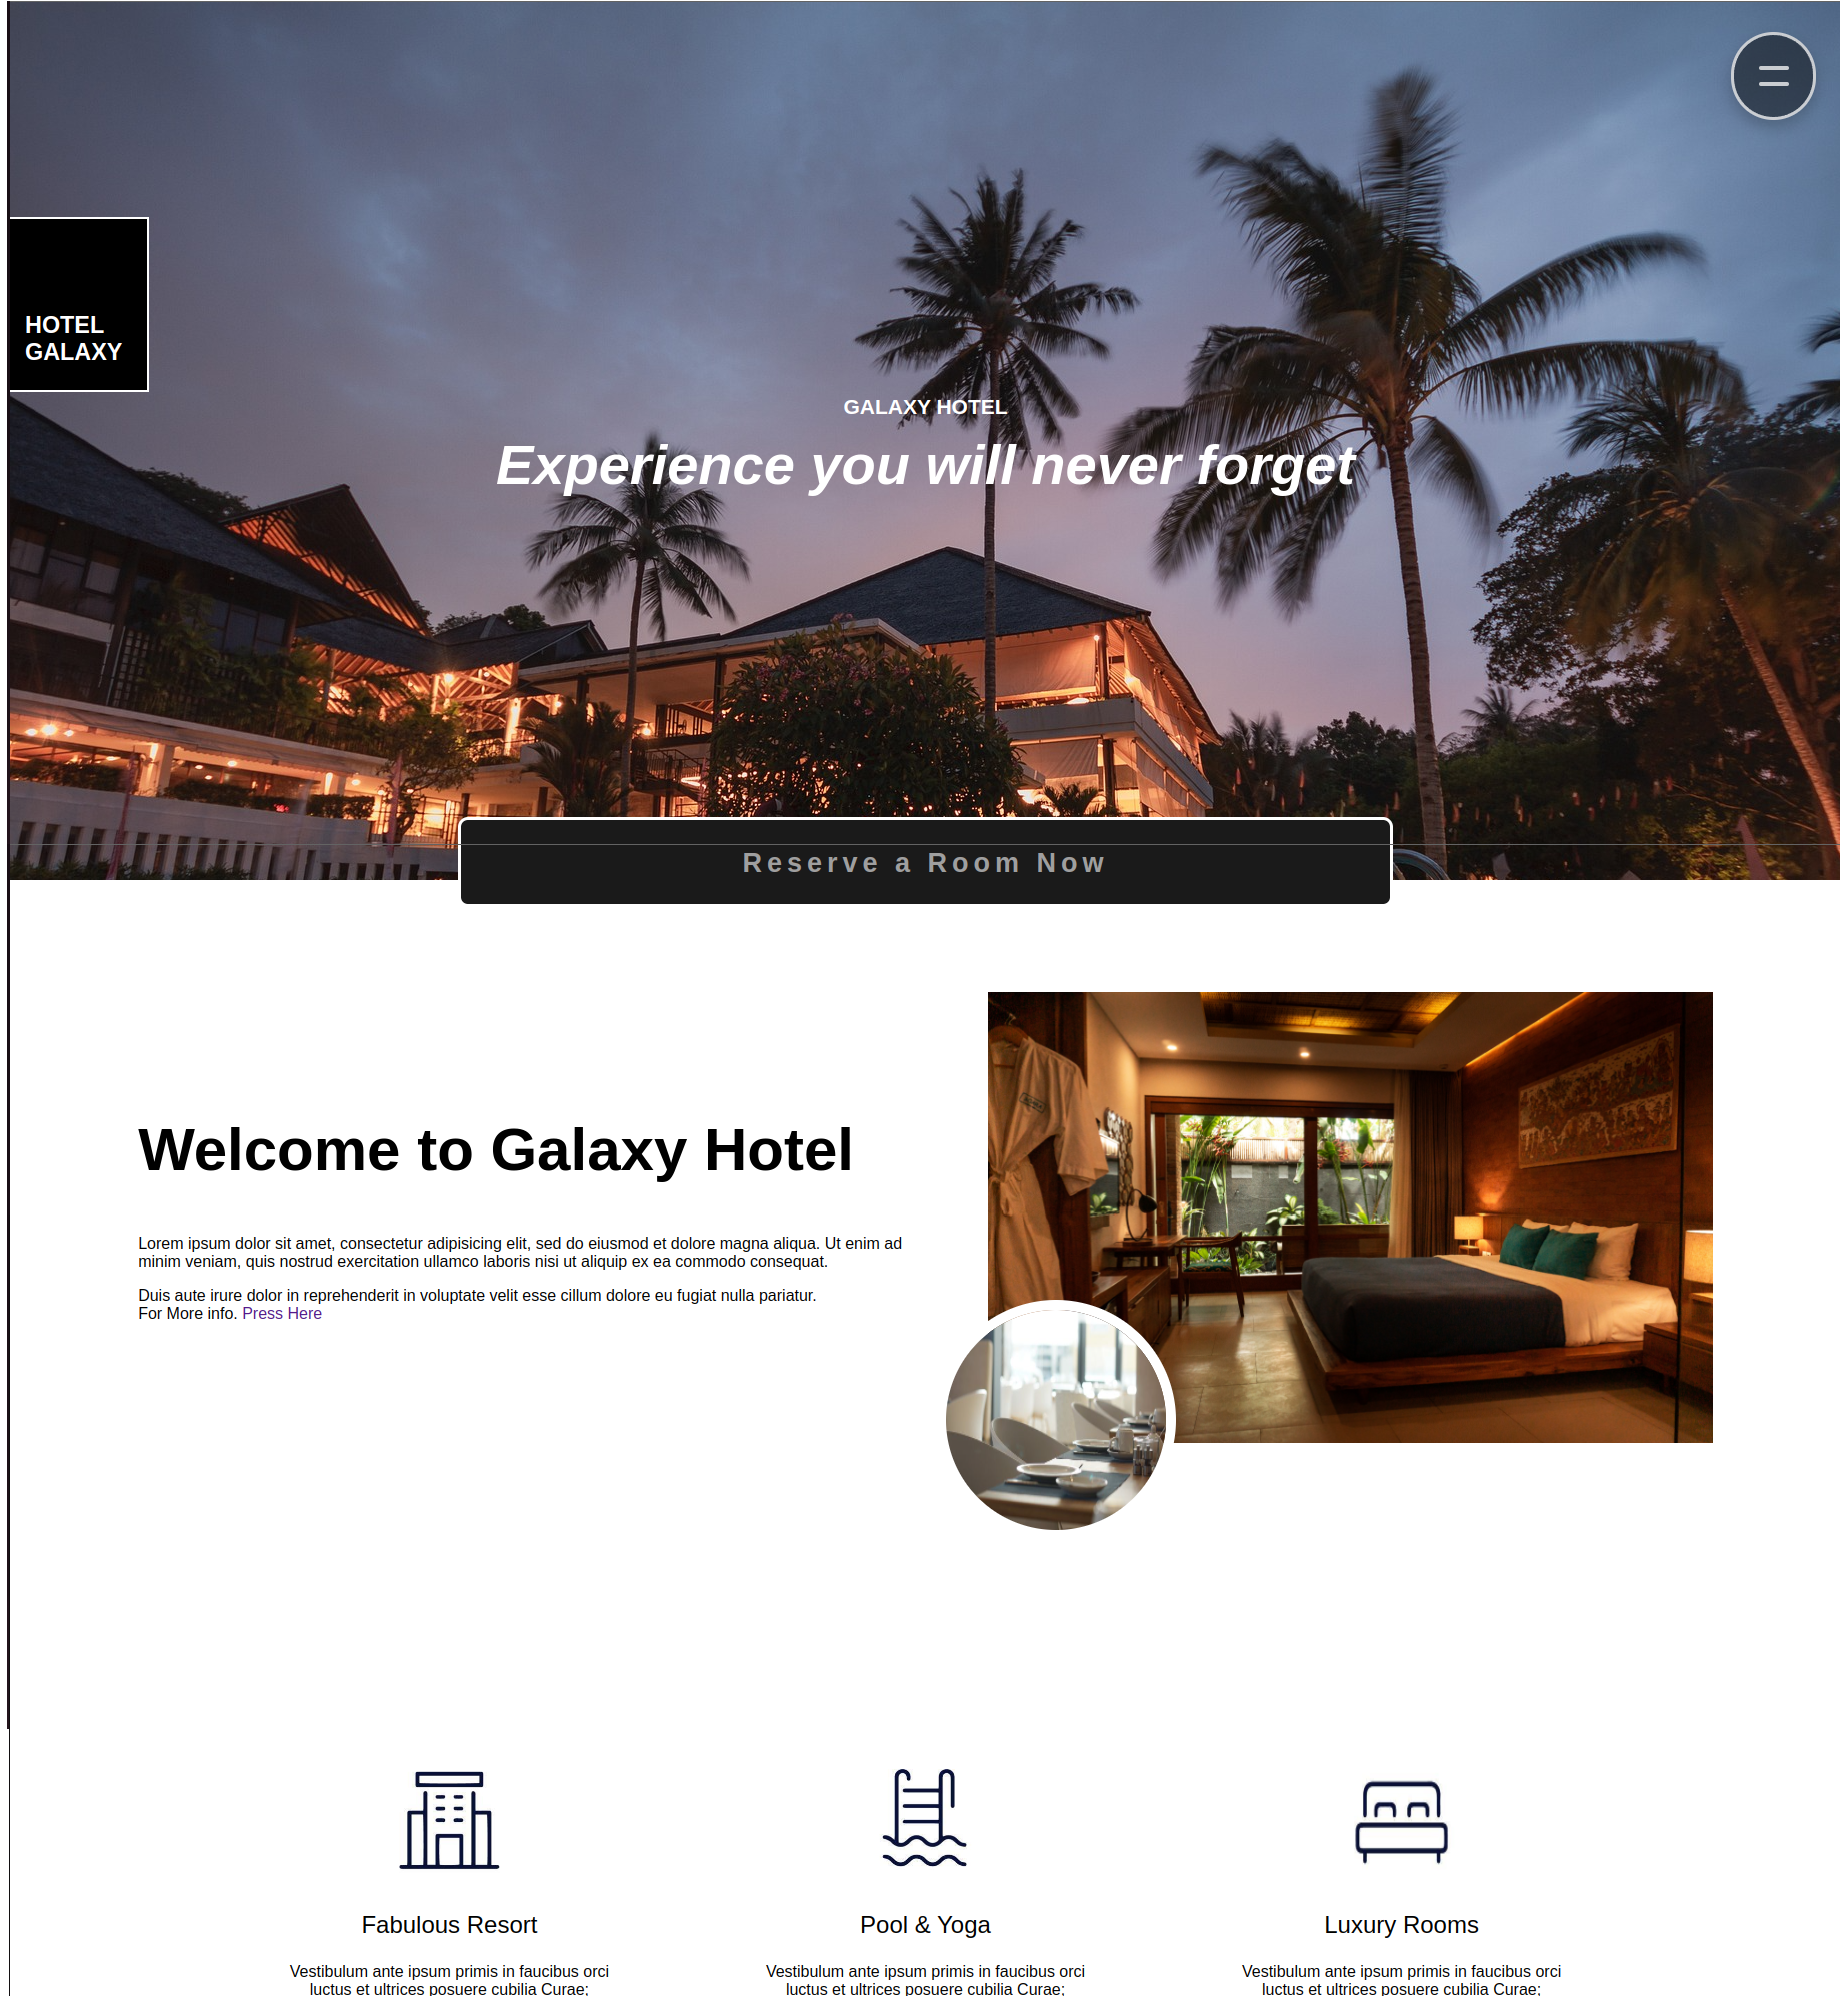 HOTEL
GALAXY
GALAXY HOTEL
Experience you will never forget
Reserve a Room Now
Welcome to Galaxy Hotel
Lorem ipsum dolor sit amet, consectetur adipisicing elit, sed do eiusmod et dolore magna aliqua. Ut enim ad
minim veniam, quis nostrud exercitation ullamco laboris nisi ut aliquip ex ea commodo consequat.
Duis aute irure dolor in reprehenderit in voluptate velit esse cillum dolore eu fugiat nulla pariatur.
For More info. Press Here
Fabulous Resort
Vestibulum ante ipsum primis in faucibus orci
luctus et ultrices posuere cubilia Curae;
Pool & Yoga
Vestibulum ante ipsum primis in faucibus orci
luctus et ultrices posuere cubilia Curae;
Luxury Rooms
Vestibulum ante ipsum primis in faucibus orci
luctus et ultrices posuere cubilia Curae;